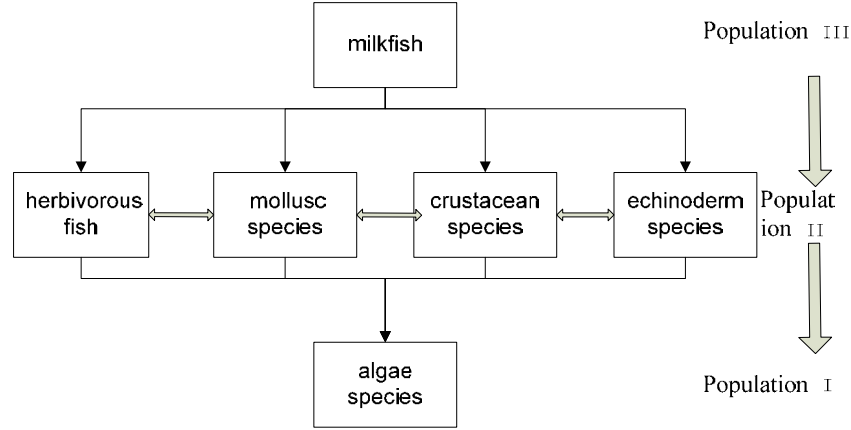 milkfish
Population III
herbivorous
fish
mollusc
species
crustacean
species
echinoderm
species
Populat
ion II
algae
species
Population I